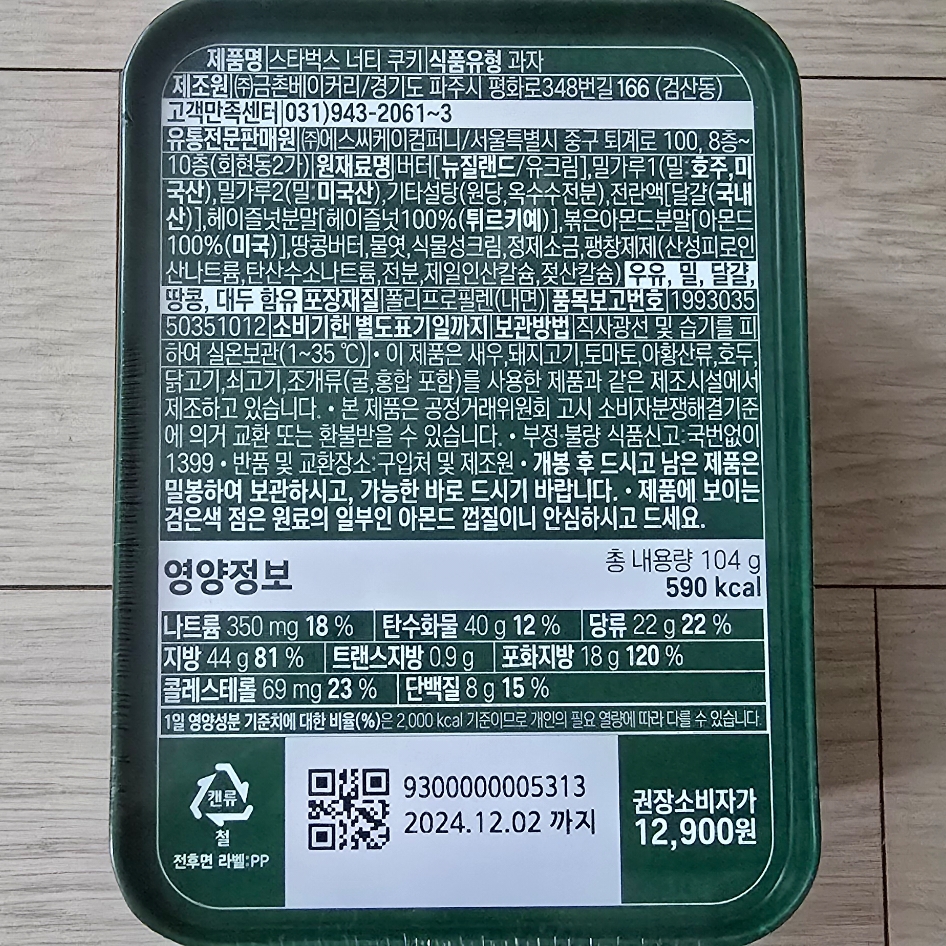 제품명 스타벅스 너티 쿠키 식품유형 과자
제조원 ㈜금촌베이커리/경기도 파주시 평화로348번길 166 (검산동)
고객만족센터 031)943-2061~3
유통전문판매원 ㈜에스씨케이컴퍼니/서울특별시 중구 퇴계로 100, 8층~
10층(회현동2가) 원재료명 버터[뉴질랜드/유크림],밀가루1(밀:호주,미
국산),밀가루2(밀:미국산),기타설탕(원당,옥수수전분),전란액[달걀(국내
산)],헤이즐넛분말[헤이즐넛100%(튀르키예)],볶은아몬드분말[아몬드
100%(미국)],땅콩버터,물엿,식물성크림,정제소금,팽창제제(산성피로인
산나트륨,탄산수소나트륨,전분,제일인산칼슘,젖산칼슘) 우유, 밀, 달걀,
땅콩, 대두 함유 포장재질 폴리프로필렌(내면) 품목보고번호 1993035
50351012 소비기한 별도표기일까지 보관방법 직사광선 및 습기를 피
하여 실온보관(1~35 ℃) • 이 제품은 새우,돼지고기,토마토,아황산류,호두,
닭고기,쇠고기,조개류(굴,홍합 포함)를 사용한 제품과 같은 제조시설에서
제조하고 있습니다. • 본 제품은 공정거래위원회 고시 소비자분쟁해결기준
에 의거 교환 또는 환불받을 수 있습니다. • 부정·불량 식품신고:국번없이
1399 • 반품 및 교환장소:구입처 및 제조원 • 개봉 후 드시고 남은 제품은
밀봉하여 보관하시고, 가능한 바로 드시기 바랍니다. • 제품에 보이는
검은색 점은 원료의 일부인 아몬드 껍질이니 안심하시고 드세요.
영양정보
총 내용량 104 g
590 kcal
나트륨 350 mg 18 % 탄수화물 40 g 12 % 당류 22 g 22 %
지방 44 g 81 % 트랜스지방 0.9 g 포화지방 18 g 120 %
콜레스테롤 69 mg 23 % 단백질 8 g 15 %
1일 영양성분 기준치에 대한 비율(%)은 2,000 kcal 기준이므로 개인의 필요 열량에 따라 다를 수 있습니다.
캔류
철
전후면 라벨:PP
9300000005313
2024.12.02 까지
권장소비자가
12,900원